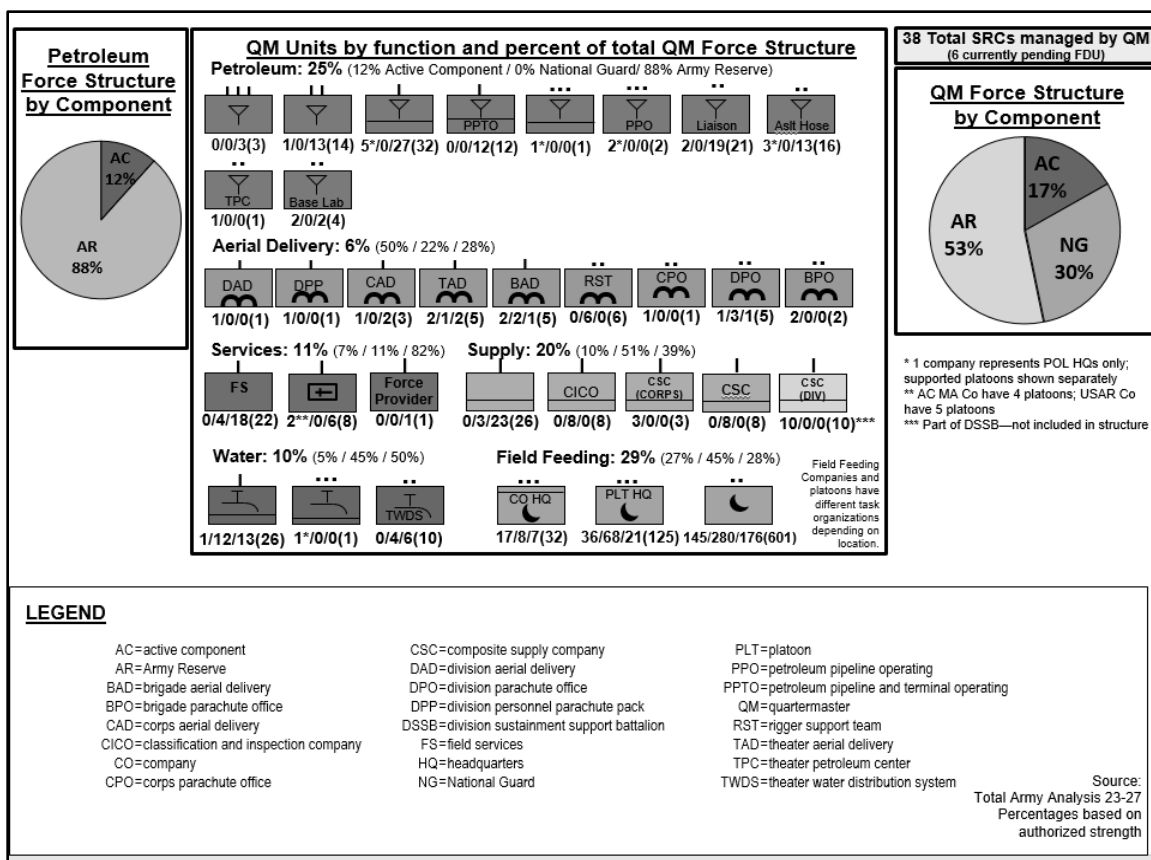 Petroleum
Force Structure
by Component
AC
12%
AR
88%
QM Units by function and percent of total QM Force Structure
Petroleum: 25% (12% Active Component / 0% National Guard/ 88% Army Reserve)
PPTO
PPO
Liaison
Aslt Hose
0/0/3(3)
1/0/13(14)
5*/0/27(32)
0/0/12(12)
1*/0/0(1)
2*/0/0(2)
2/0/19(21)
3*/0/13(16)
TPC
Base Lab
1/0/0(1)
2/0/2(4)
Aerial Delivery: 6% (50% / 22% / 28%)
DAD
DPP
CAD
TAD
BAD
RST
CPO
DPO
BPO
1/0/0(1)
1/0/0(1)
1/0/2(3)
2/1/2(5)
2/2/1(5)
0/6/0(6)
1/0/0(1)
1/3/1(5)
2/0/0(2)
Services: 11% (7% / 11% / 82%)
FS
Force
Provider
0/4/18(22)
2**/0/6(8)
0/0/1(1)
Supply: 20% (10% / 51% / 39%)
CICO
CSC
(CORPS)
CSC
CSC
(DIV)
0/3/23(26)
0/8/0(8)
3/0/0(3)
0/8/0(8)
10/0/0(10)***
Water: 10% (5% / 45% / 50%)
TWDS
1/12/13(26)
1*/0/0(1)
0/4/6(10)
Field Feeding: 29% (27% / 45% / 28%)
CO HQ
PLT HQ
17/8/7(32)
36/68/21(125)
145/280/176(601)
Field Feeding
Companies and
platoons have
different task
organizations
depending on
location.
38 Total SRCs managed by QM
(6 currently pending FDU)
QM Force Structure
by Component
AC
17%
AR
53%
NG
30%
* 1 company represents POL HQs only;
supported platoons shown separately
** AC MA Co have 4 platoons; USAR Co
have 5 platoons
*** Part of DSSB—not included in structure
LEGEND
AC=active component
AR=Army Reserve
BAD=brigade aerial delivery
BPO=brigade parachute office
CAD=corps aerial delivery
CICO=classification and inspection company
CO=company
CPO=corps parachute office
CSC=composite supply company
DAD=division aerial delivery
DPO=division parachute office
DPP=division personnel parachute pack
DSSB=division sustainment support battalion
FS=field services
HQ=headquarters
NG=National Guard
PLT=platoon
PPO=petroleum pipeline operating
PPTO=petroleum pipeline and terminal operating
QM=quartermaster
RST=rigger support team
TAD=theater aerial delivery
TPC=theater petroleum center
TWDS=theater water distribution system
Source:
Total Army Analysis 23-27
Percentages based on
authorized strength